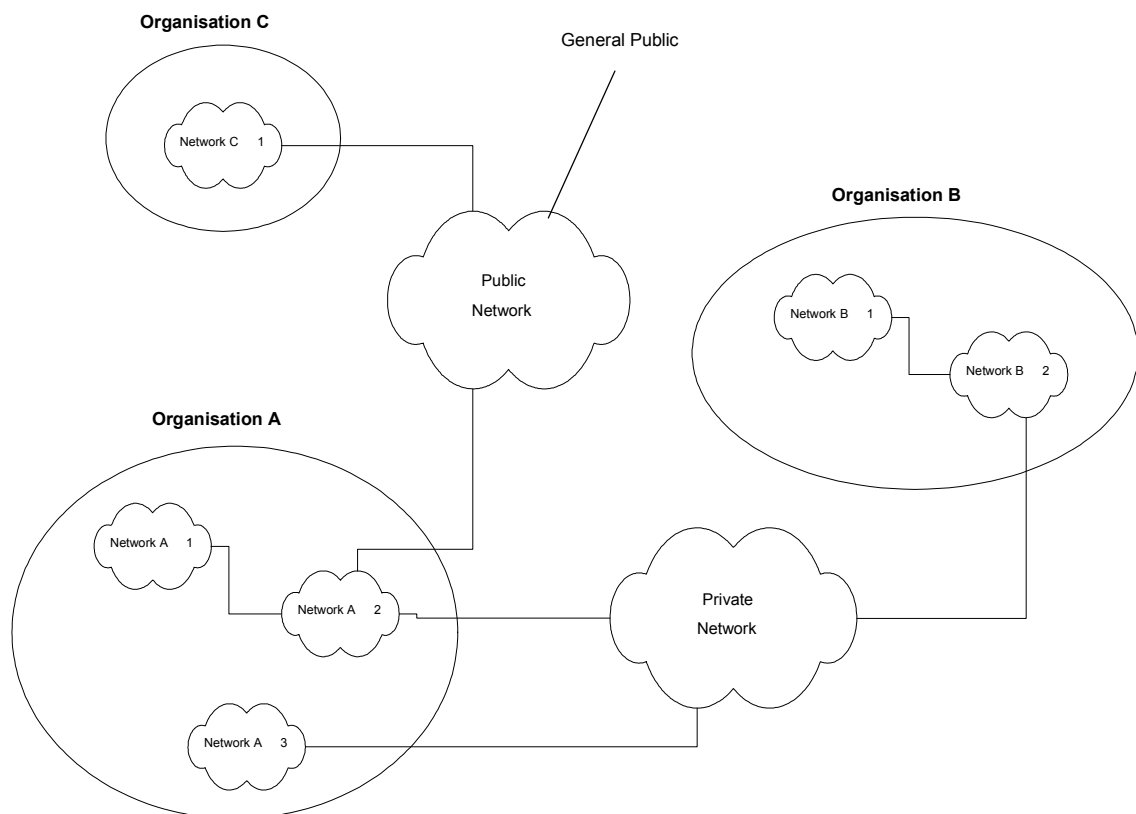 Organisation C
General Public
Network C 1
Organisation B
Public
Network
Network B 1
Network B 2
Organisation A
Network A 1
Network A 2
Private
Network
Network A 3